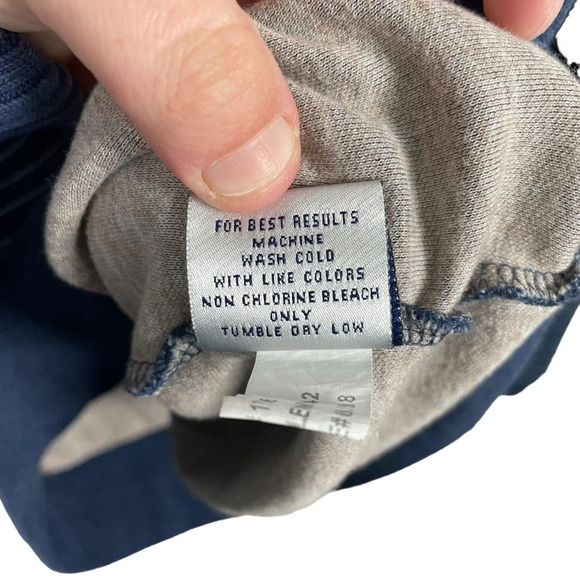 FOR BEST RESULTS
MACHINE
WASH COLD
WITH LIKE COLORS
NON CHLORINE BLEACH
ONLY
TUMBLE DRY LOW